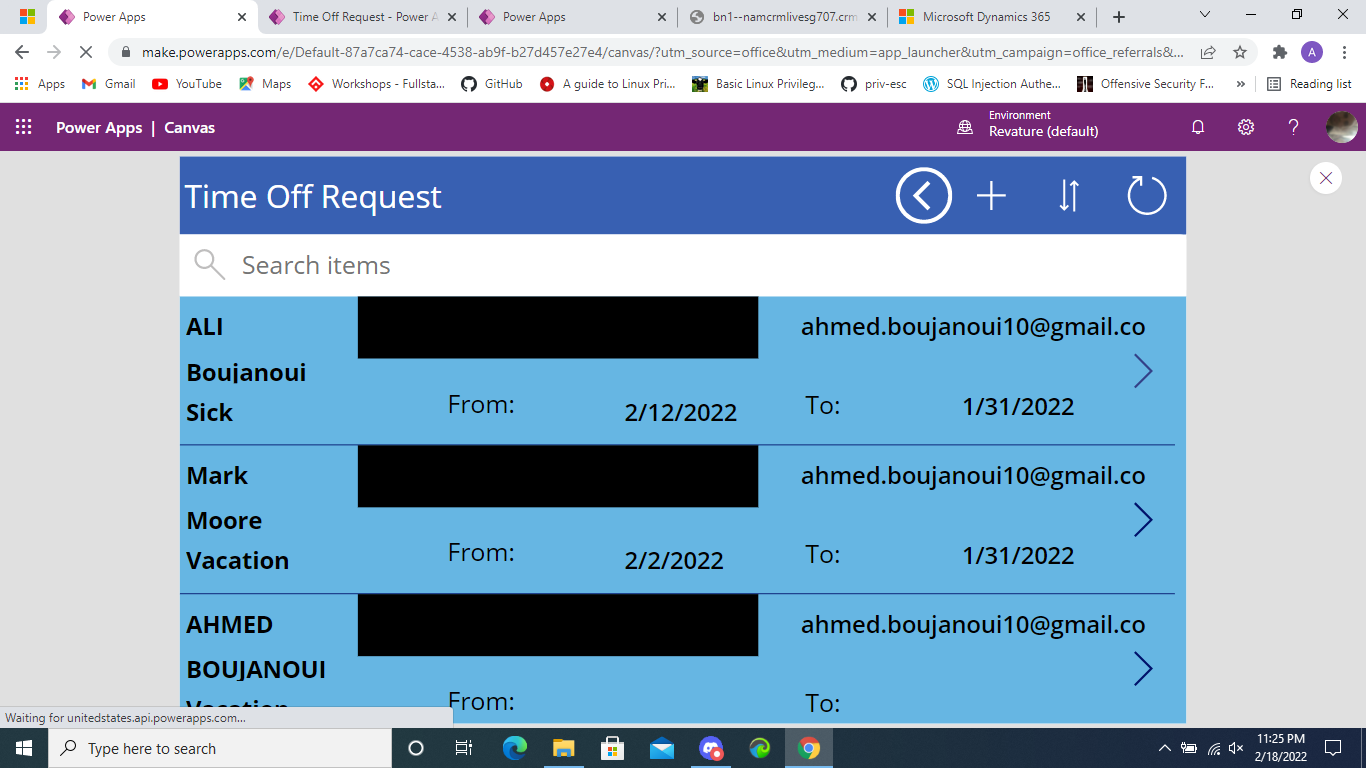 Power Apps
Time Off Request - Power A
Power Apps
bn1--namcrmlivesg707.crm
Microsoft Dynamics 365
make.powerapps.com/e/Default-87a7ca74-cace-4538-ab9f-b27d457e27e4/canvas/?utm_source=office&utm_medium=app_launcher&utm_campaign=office_referrals&...
A
Apps
Gmail
YouTube
Maps
Workshops - Fullsta...
GitHub
A guide to Linux Pri...
Basic Linux Privileg...
priv-esc
SQL Injection Authe...
Offensive Security F...
»
Reading list
Power Apps | Canvas
Environment
Revature (default)
?
Time Off Request
Search items
ALI
ahmed.boujanoui10@gmail.co
Boujanoui
Sick
From:
2/12/2022
To:
1/31/2022
Mark
ahmed.boujanoui10@gmail.co
Moore
Vacation
From:
2/2/2022
To:
1/31/2022
AHMED
ahmed.boujanoui10@gmail.co
BOUJANOUI
Vacation
From:
To:
Waiting for unitedstates.api.powerapps.com...
Type here to search
11:25 PM
2/18/2022